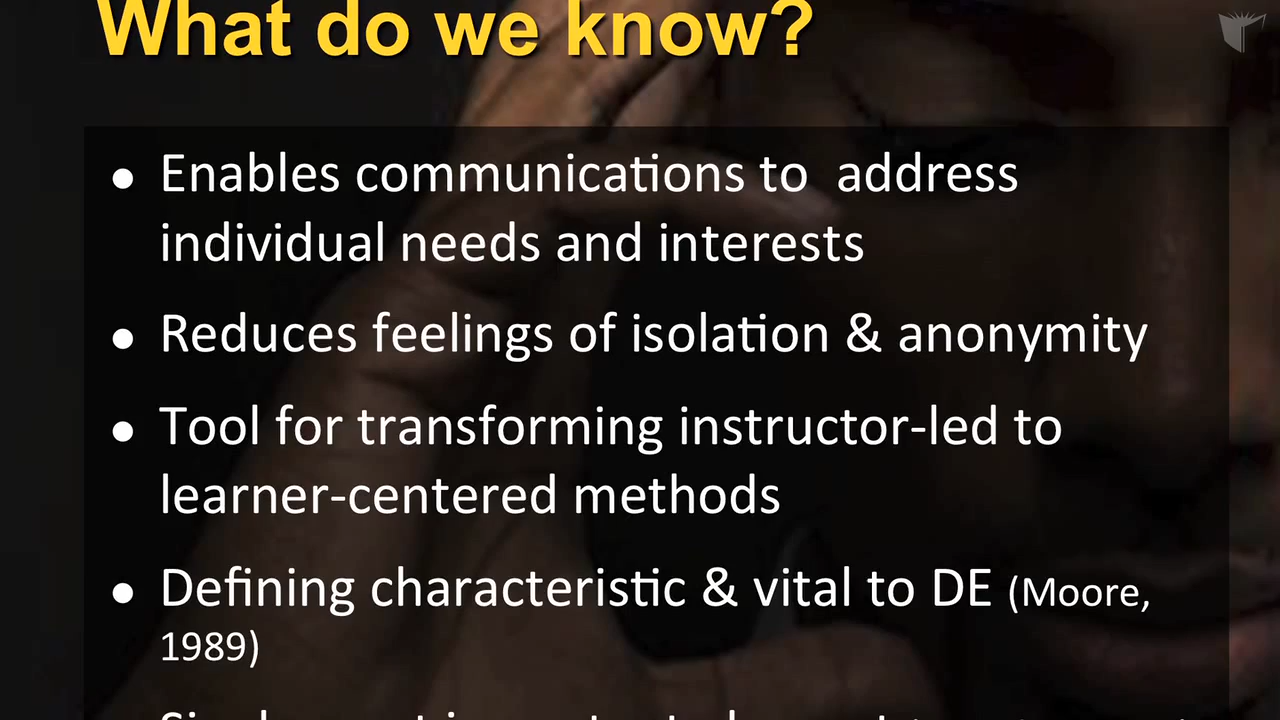 What do we know?
• Enables communications to  address
individual needs and interests
• Reduces feelings of isolation & anonymity
• Tool for transforming instructor-led to
learner-centered methods
• Defining characteristic & vital to DE (Moore,
1989)